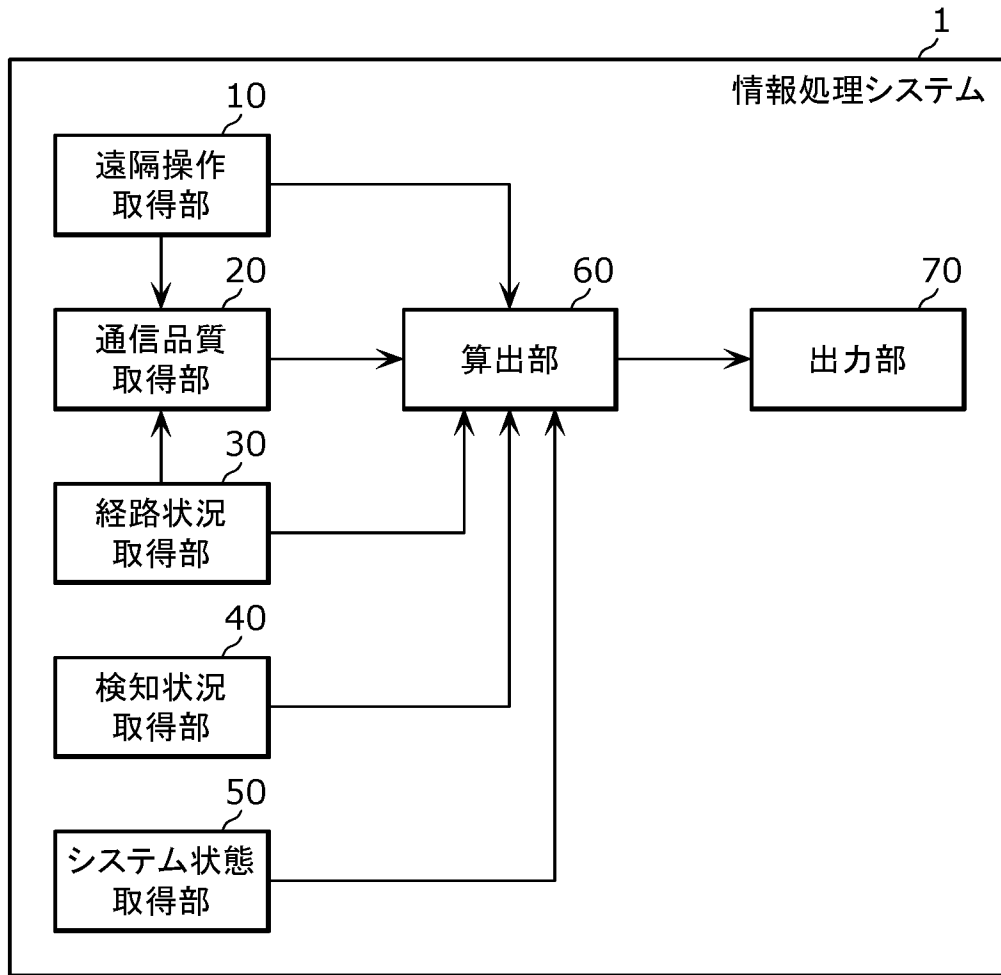 1
情報処理システム
10
遠隔操作
取得部
20
通信品質
取得部
60
算出部
70
出力部
30
経路状況
取得部
40
検知状況
取得部
50
システム状態
取得部